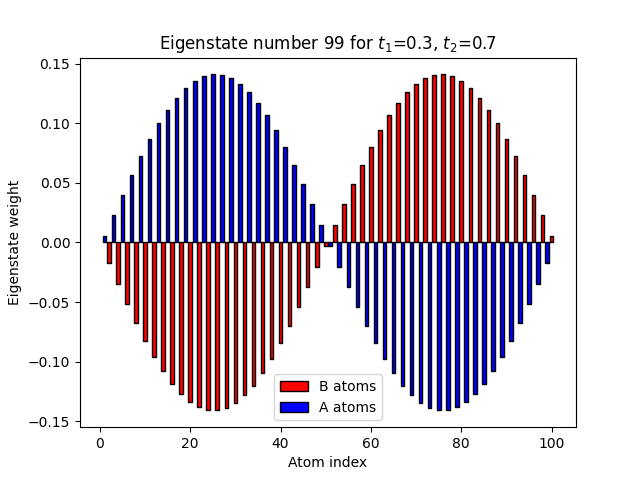 Eigenstate number 99 for $t_1$=0.3, $t_2$=0.7
0.15
0.10
0.05
0.00
−0.05
−0.10
−0.15
Eigenstate weight
B atoms
A atoms
0 20 40 60 80 100
Atom index